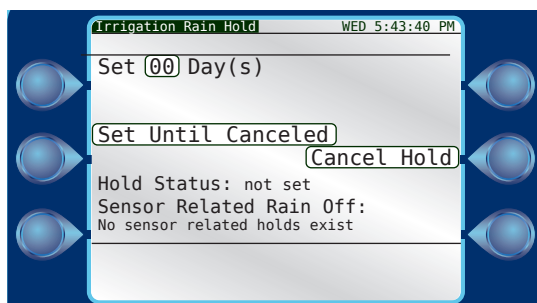 Irrigation Rain Hold WED 5:43:40 PM
Set 00 Day(s)
Set Until Canceled
Cancel Hold
Hold Status: not set
Sensor Related Rain Off:
No sensor related holds exist